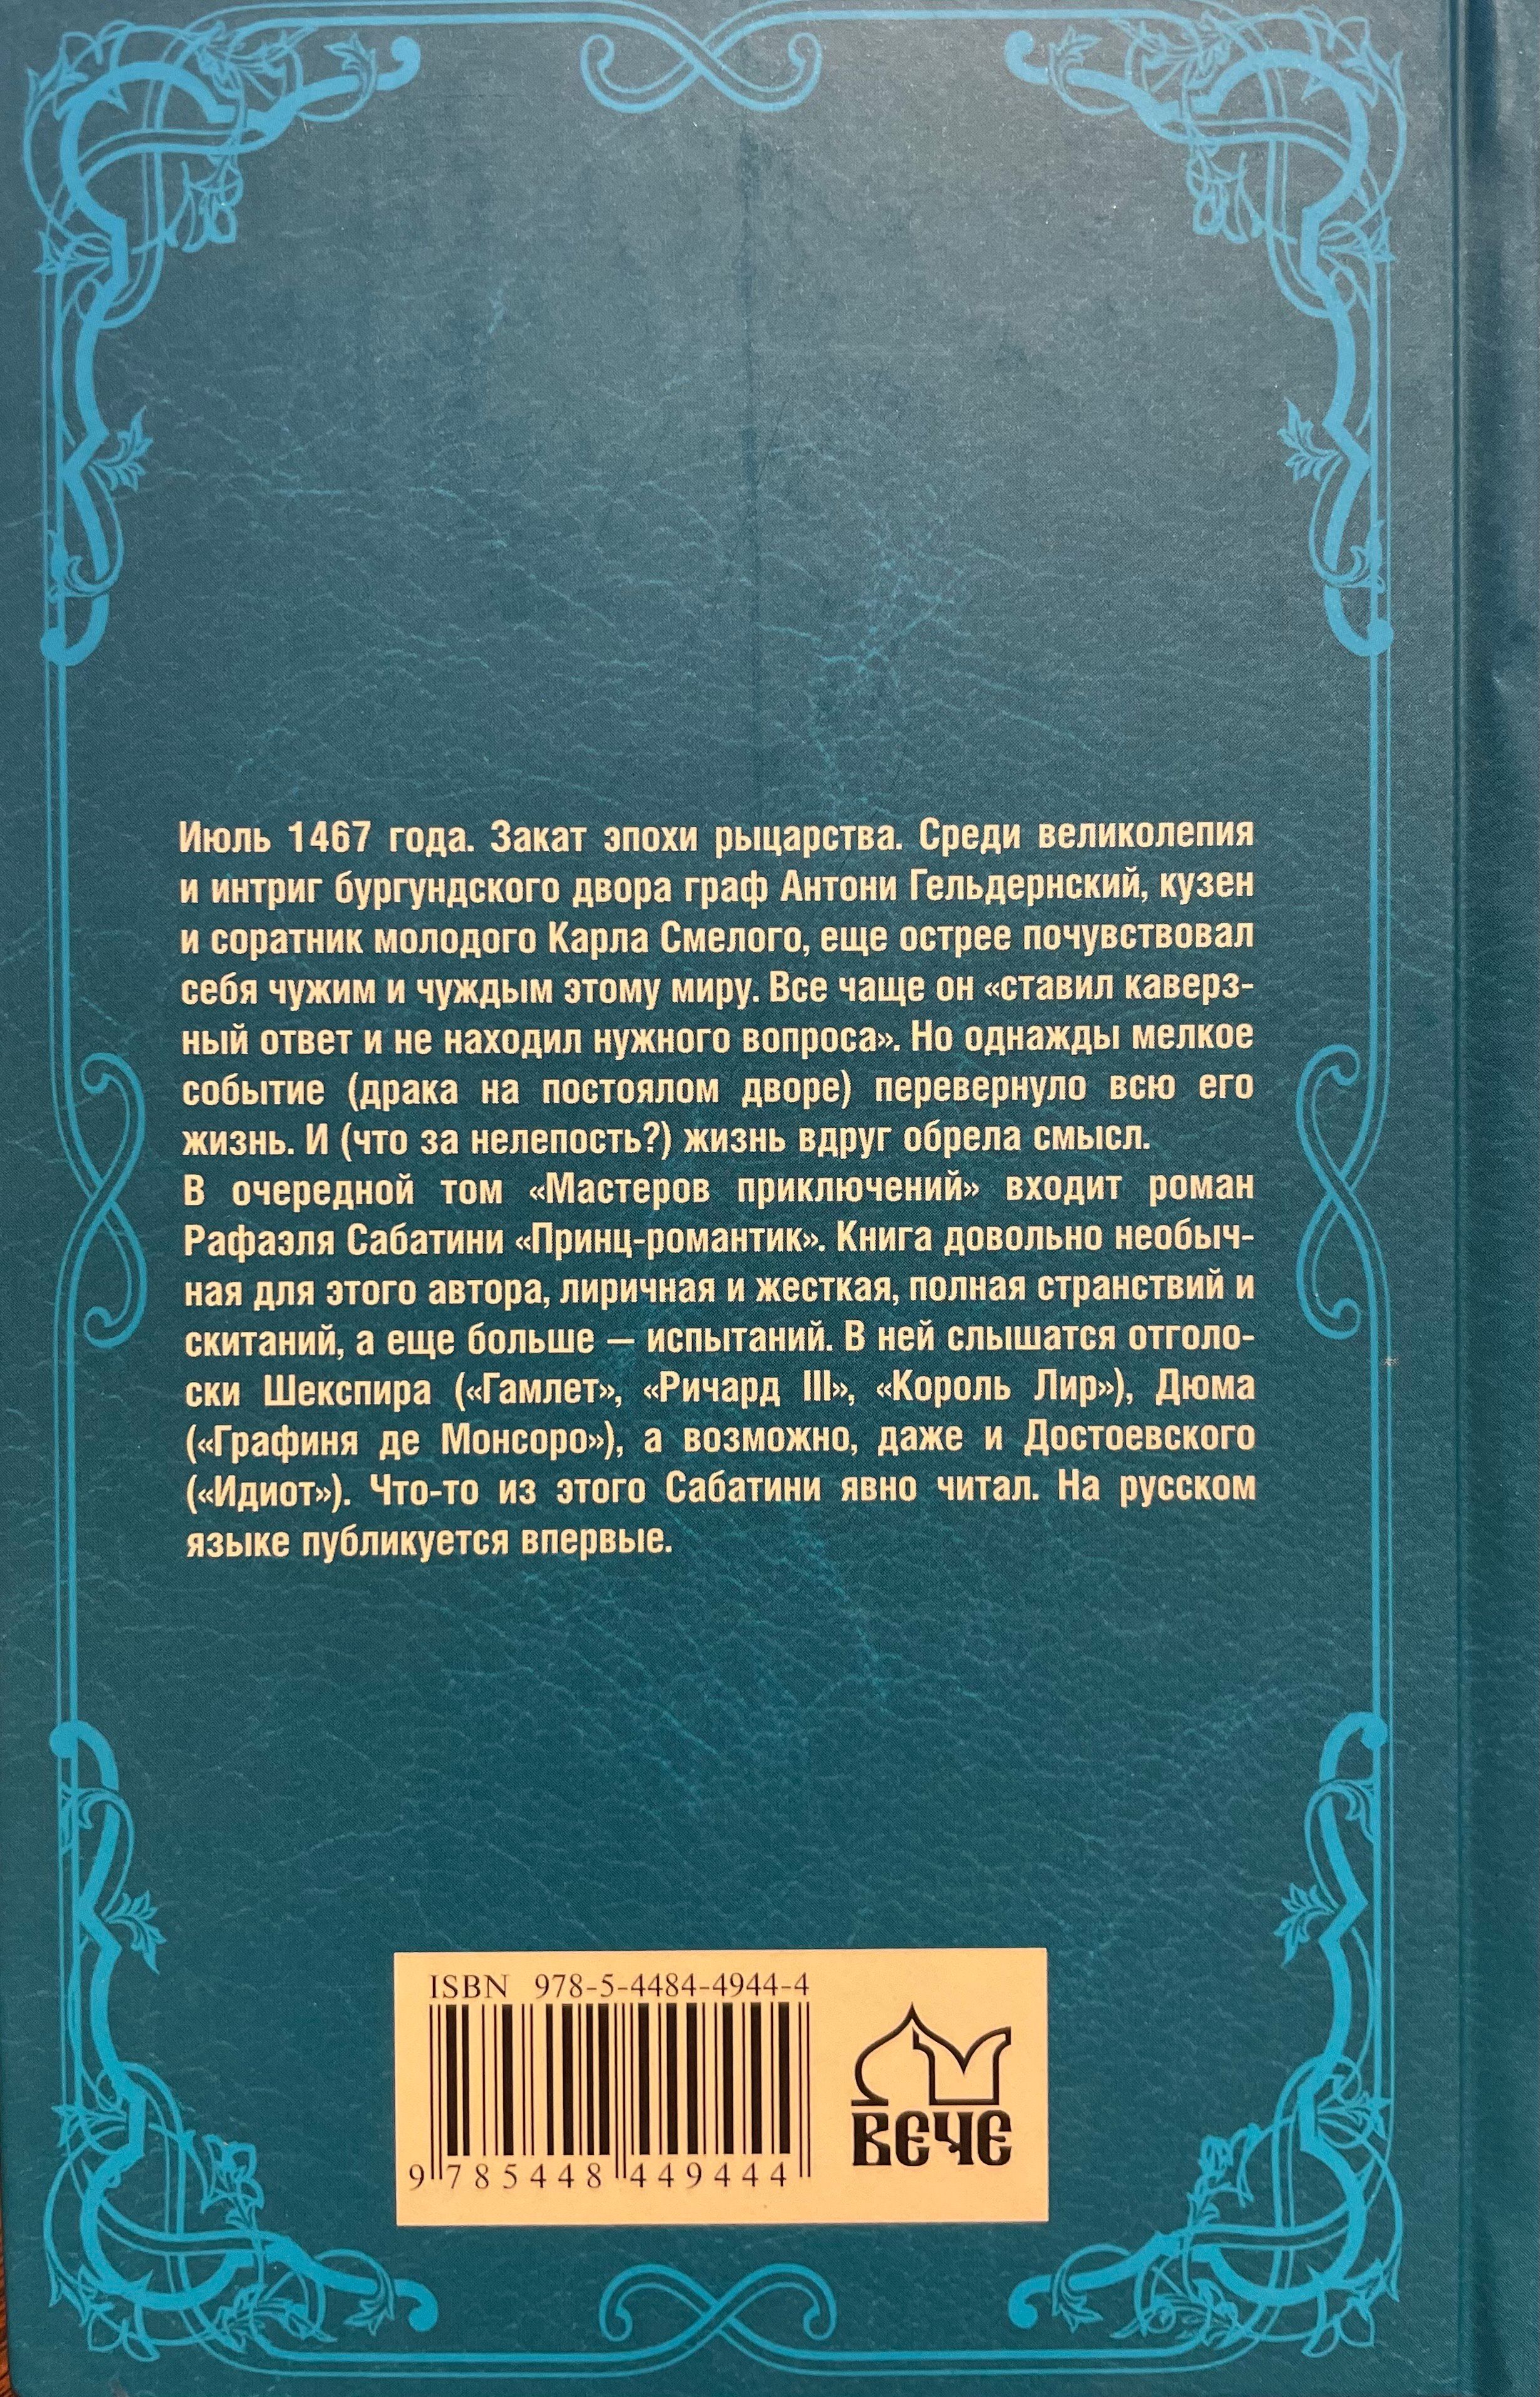 Июль 1467 года. Закат эпохи рыцарства. Среди великолепия
и интриг бургундского двора граф Антони Гельдернский, кузен
и соратник молодого Карла Смелого, еще острее почувствовал
себя чужим и чуждым этому миру. Все чаще он «ставил каверз-
ный ответ и не находил нужного вопроса». Но однажды мелкое
событие (драка на постоялом дворе) перевернуло всю его
жизнь. И (что за нелепость?) жизнь вдруг обрела смысл.
В очередной том «Мастеров приключений» входит роман
Рафаэля Сабатини «Принц-романтик». Книга довольно необыч-
ная для этого автора, лиричная и жесткая, полная странствий и
скитаний, а еще больше — испытаний. В ней слышатся отголо-
ски Шекспира («Гамлет», «Ричард III», «Король Лир»), Дюма
(«Графиня де Монсоро»), а возможно, даже и Достоевского
(«Идиот»). Что-то из этого Сабатини явно читал. На русском
языке публикуется впервые.
ISBN 978-5-4484-4944-4
9 785448 449444
ВЕЧЕ